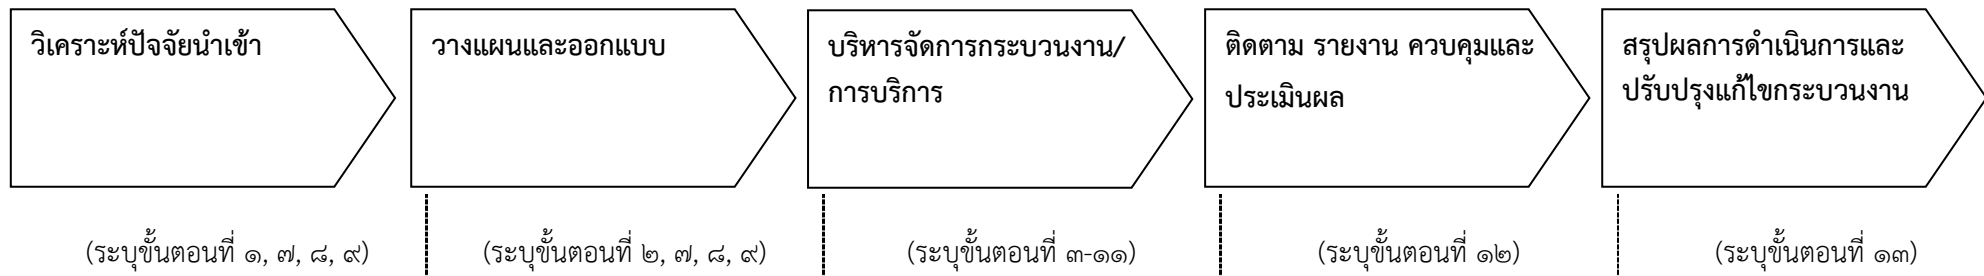 วิเคราะห์ปัจจัยนำเข้า
วางแผนและออกแบบ
บริหารจัดการกระบวนงาน/
การบริการ
ติดตาม รายงาน ควบคุมและ
ประเมินผล
สรุปผลการดำเนินการและ
ปรับปรุงแก้ไขกระบวนงาน
(ระบุขั้นตอนที่ ๑, ๗, ๘, ๙)
(ระบุขั้นตอนที่ ๒, ๗, ๘, ๙)
(ระบุขั้นตอนที่ ๓-๑๑)
(ระบุขั้นตอนที่ ๑๒)
(ระบุขั้นตอนที่ ๑๓)